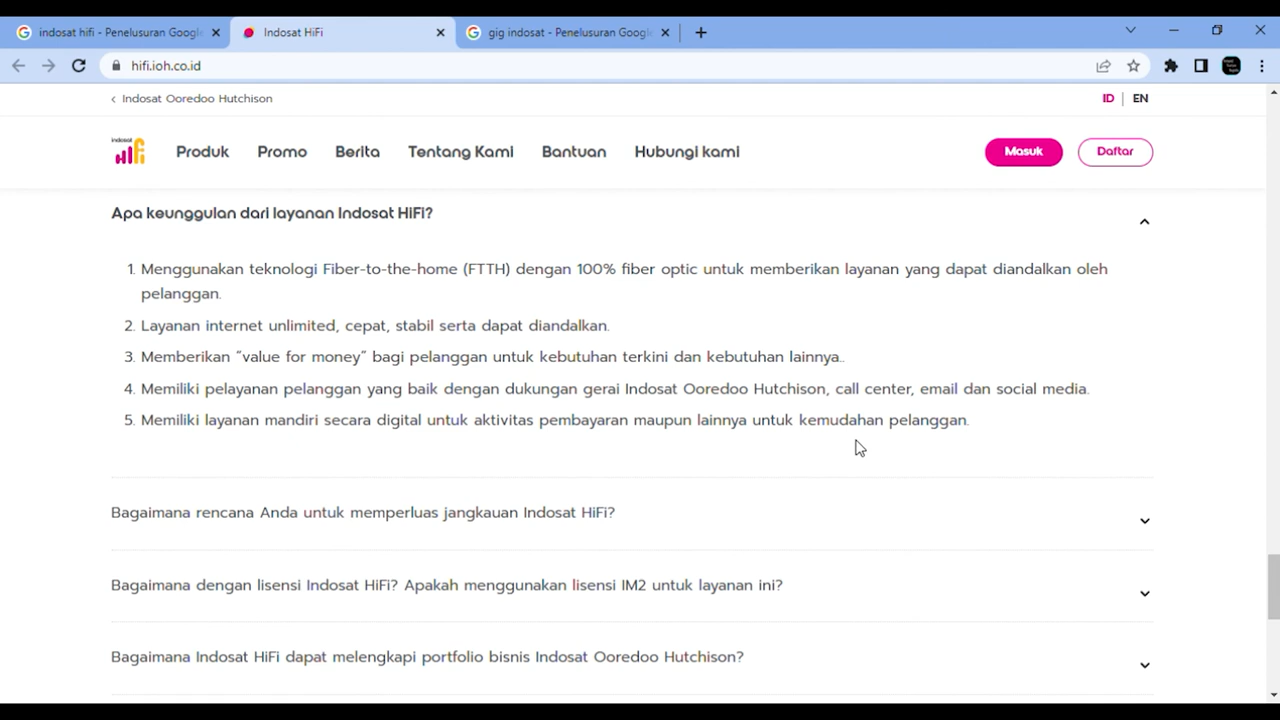 indosat hifi - Penelusuran Google
Indosat HiFi
gig indosat - Penelusuran Google
hifi.ioh.co.id
‹ Indosat Ooredoo Hutchison
ID | EN
indosat HiFi
Produk
Promo
Berita
Tentang Kami
Bantuan
Hubungi kami
Masuk
Daftar
Apa keunggulan dari layanan Indosat HiFi?
1. Menggunakan teknologi Fiber-to-the-home (FTTH) dengan 100% fiber optic untuk memberikan layanan yang dapat diandalkan oleh
pelanggan.
2. Layanan internet unlimited, cepat, stabil serta dapat diandalkan.
3. Memberikan “value for money” bagi pelanggan untuk kebutuhan terkini dan kebutuhan lainnya..
4. Memiliki pelayanan pelanggan yang baik dengan dukungan gerai Indosat Ooredoo Hutchison, call center, email dan social media.
5. Memiliki layanan mandiri secara digital untuk aktivitas pembayaran maupun lainnya untuk kemudahan pelanggan.
Bagaimana rencana Anda untuk memperluas jangkauan Indosat HiFi?
Bagaimana dengan lisensi Indosat HiFi? Apakah menggunakan lisensi IM2 untuk layanan ini?
Bagaimana Indosat HiFi dapat melengkapi portfolio bisnis Indosat Ooredoo Hutchison?